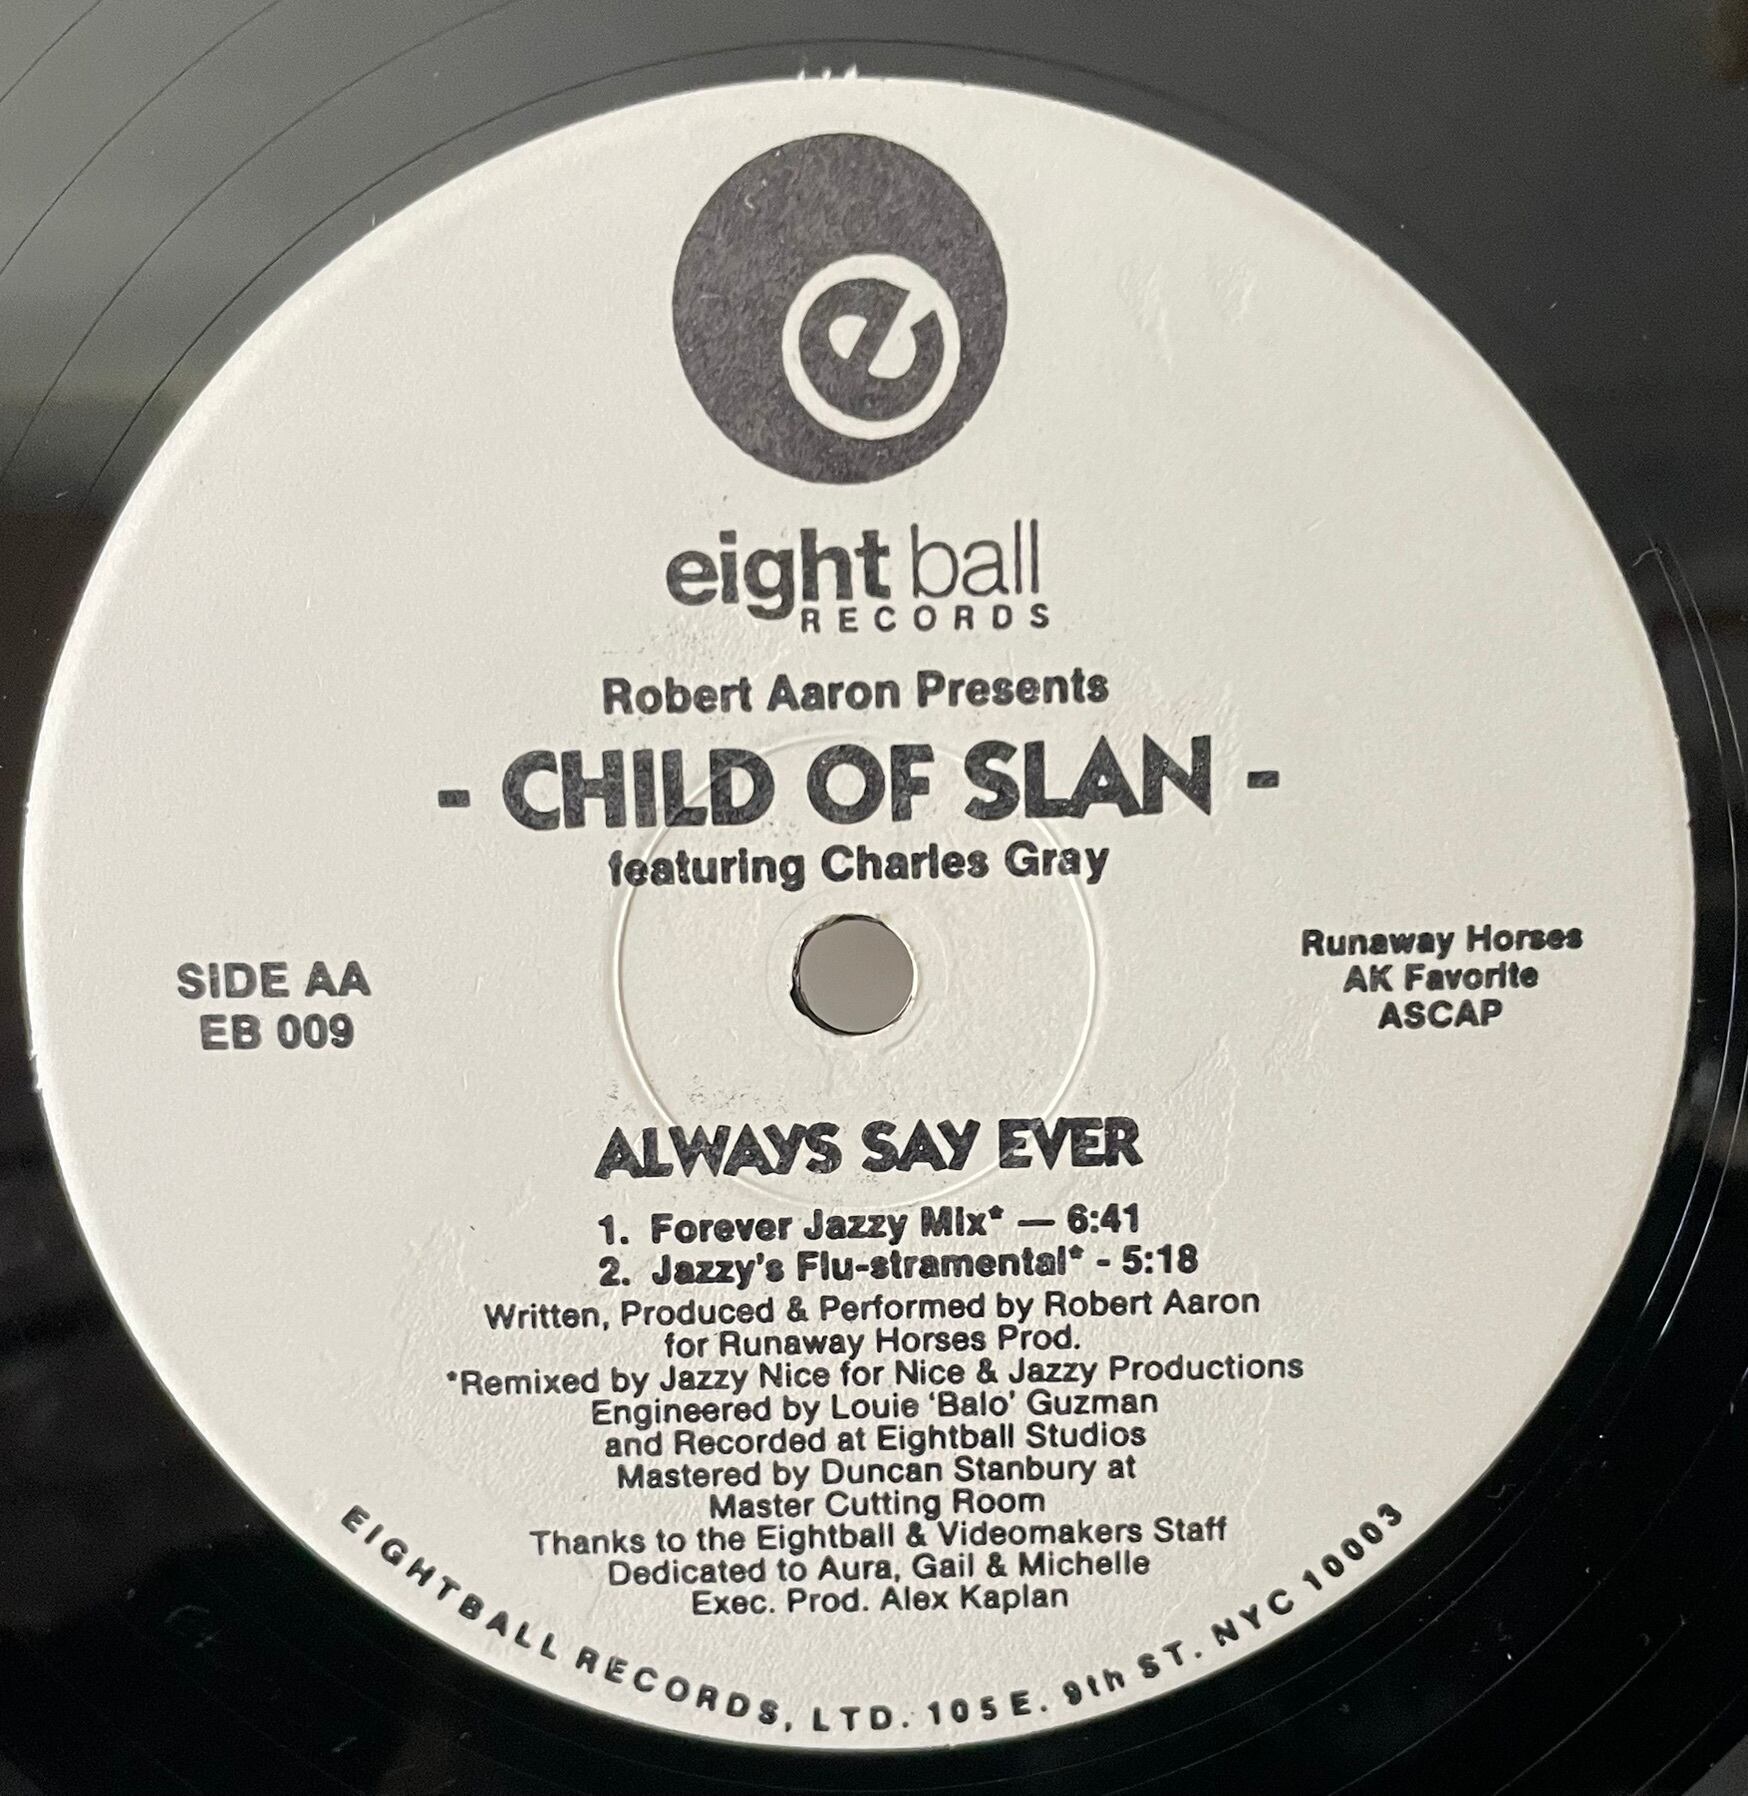 e
eight ball
RECORDS
Robert Aaron Presents
- CHILD OF SLAN -
featuring Charles Gray
SIDE AA
EB 009
Runaway Horses
AK Favorite
ASCAP
ALWAYS SAY EVER
1. Forever Jazzy Mix* — 6:41
2. Jazzy's Flu-stramental* - 5:18
Written, Produced & Performed by Robert Aaron
for Runaway Horses Prod.
*Remixed by Jazzy Nice for Nice & Jazzy Productions
Engineered by Louie 'Balo' Guzman
and Recorded at Eightball Studios
Mastered by Duncan Stanbury at
Master Cutting Room
Thanks to the Eightball & Videomakers Staff
Dedicated to Aura, Gail & Michelle
Exec. Prod. Alex Kaplan
EIGHTBALL RECORDS, LTD. 105 E. 9th ST. NYC 10003